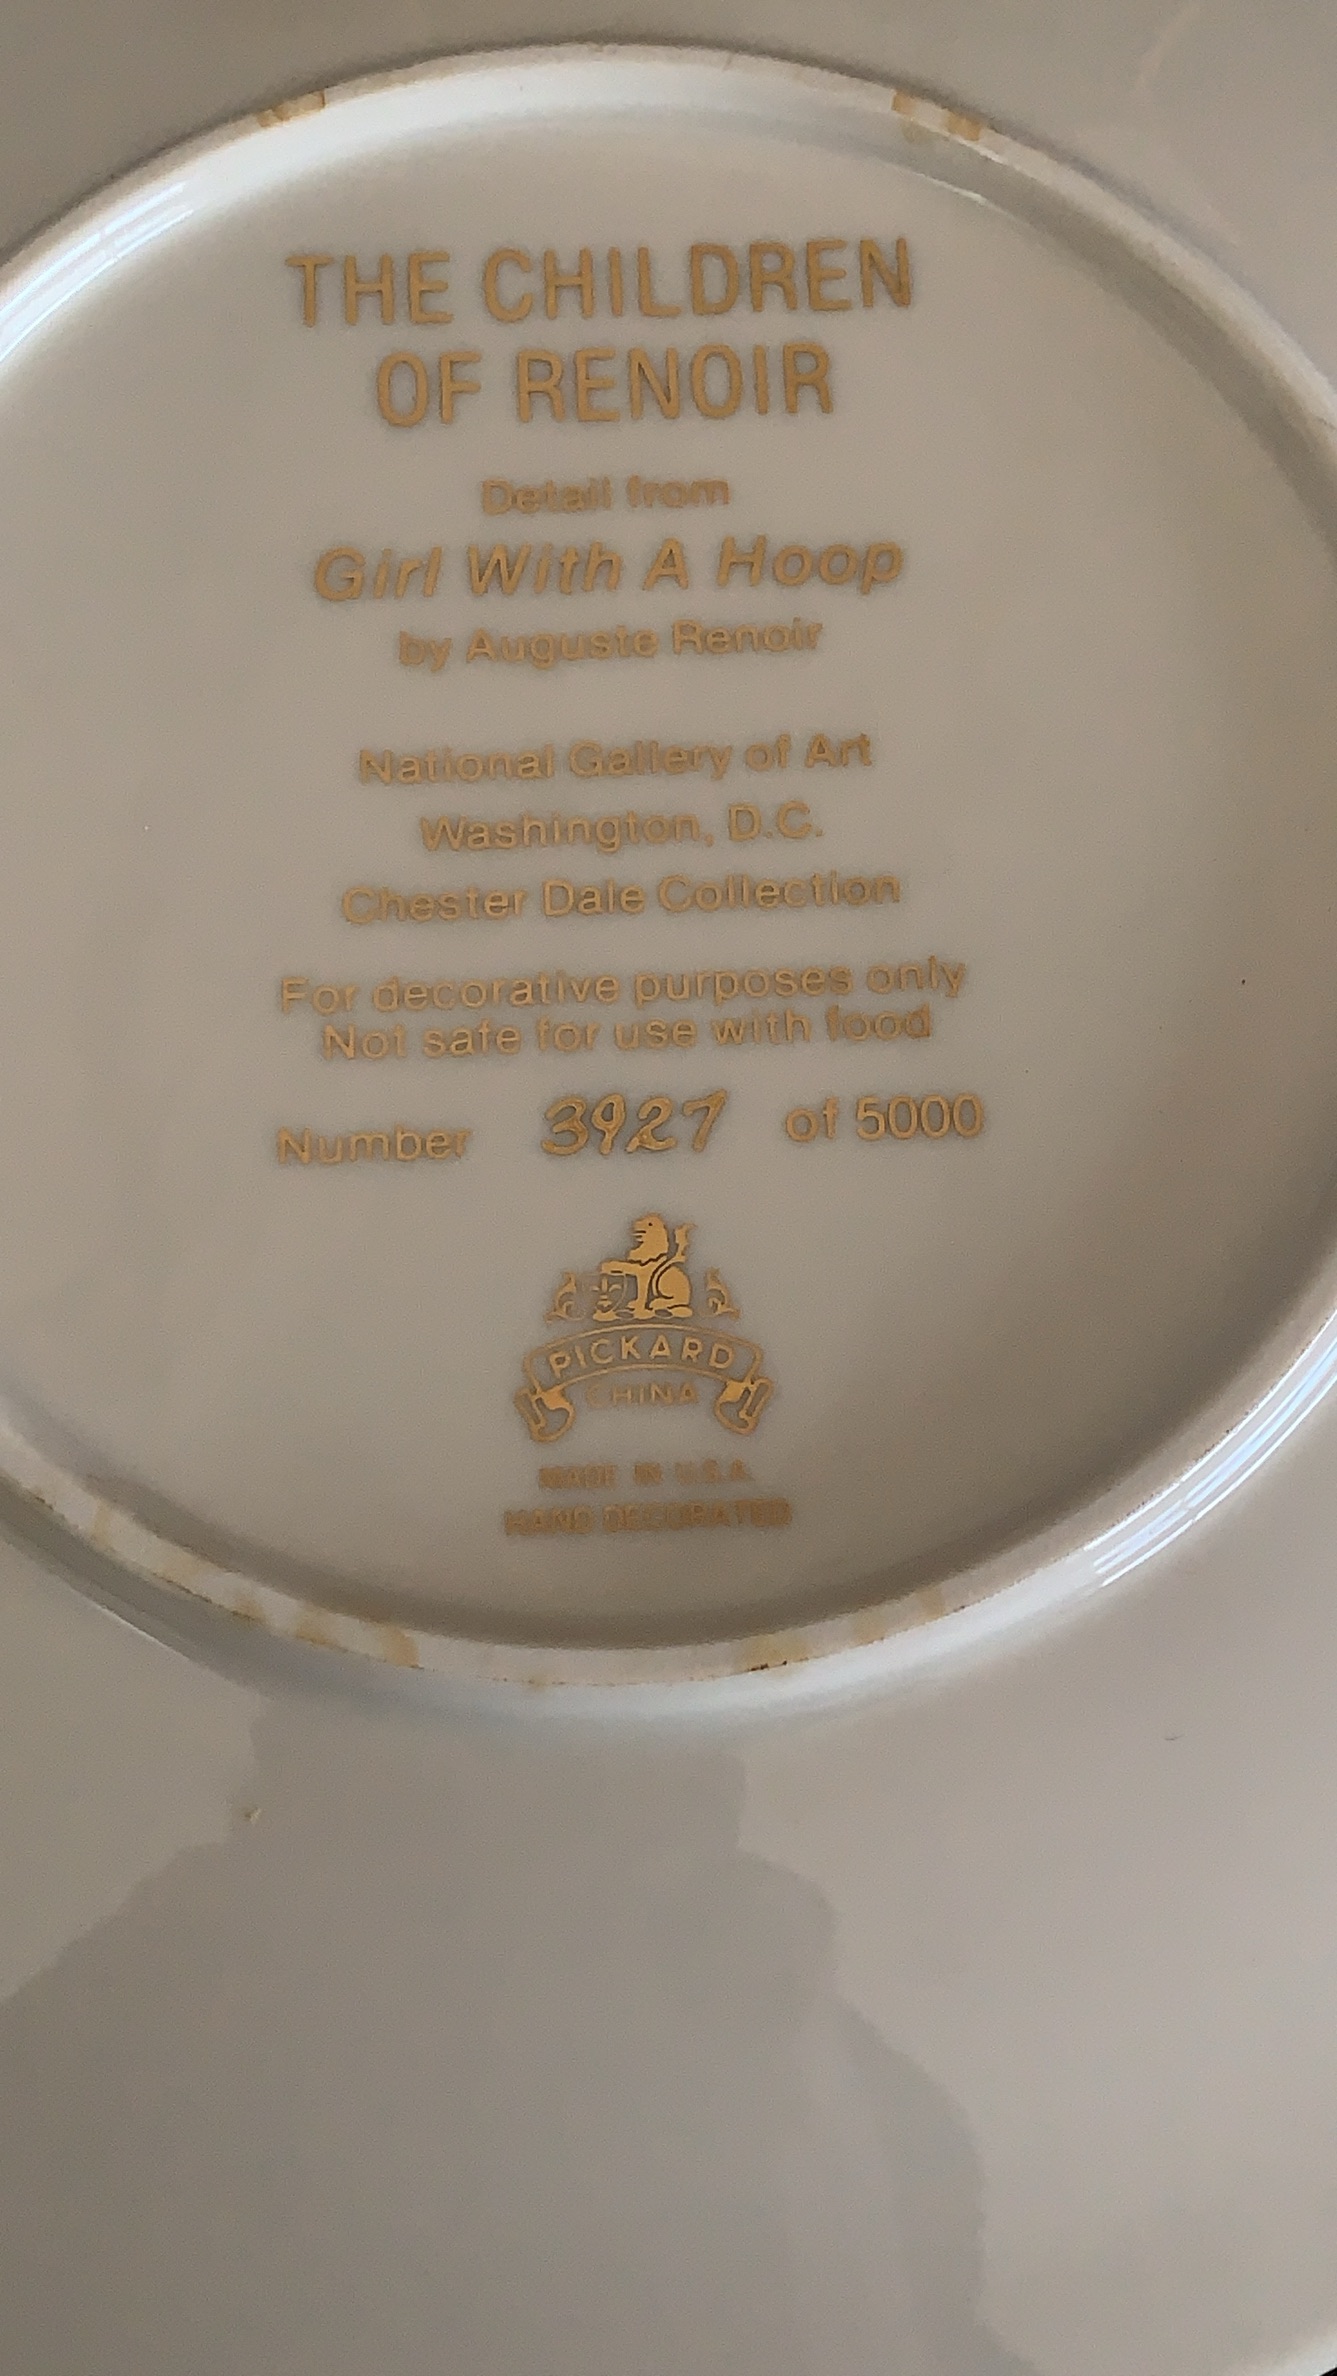 THE CHILDREN
OF RENOIR
Detail from
Girl With A Hoop
by Auguste Renoir
National Gallery of Art
Washington, D.C.
Chester Dale Collection
For decorative purposes only
Not safe for use with food
Number 3927 of 5000
PICKARD
CHINA
MADE IN U.S.A.
HAND DECORATED